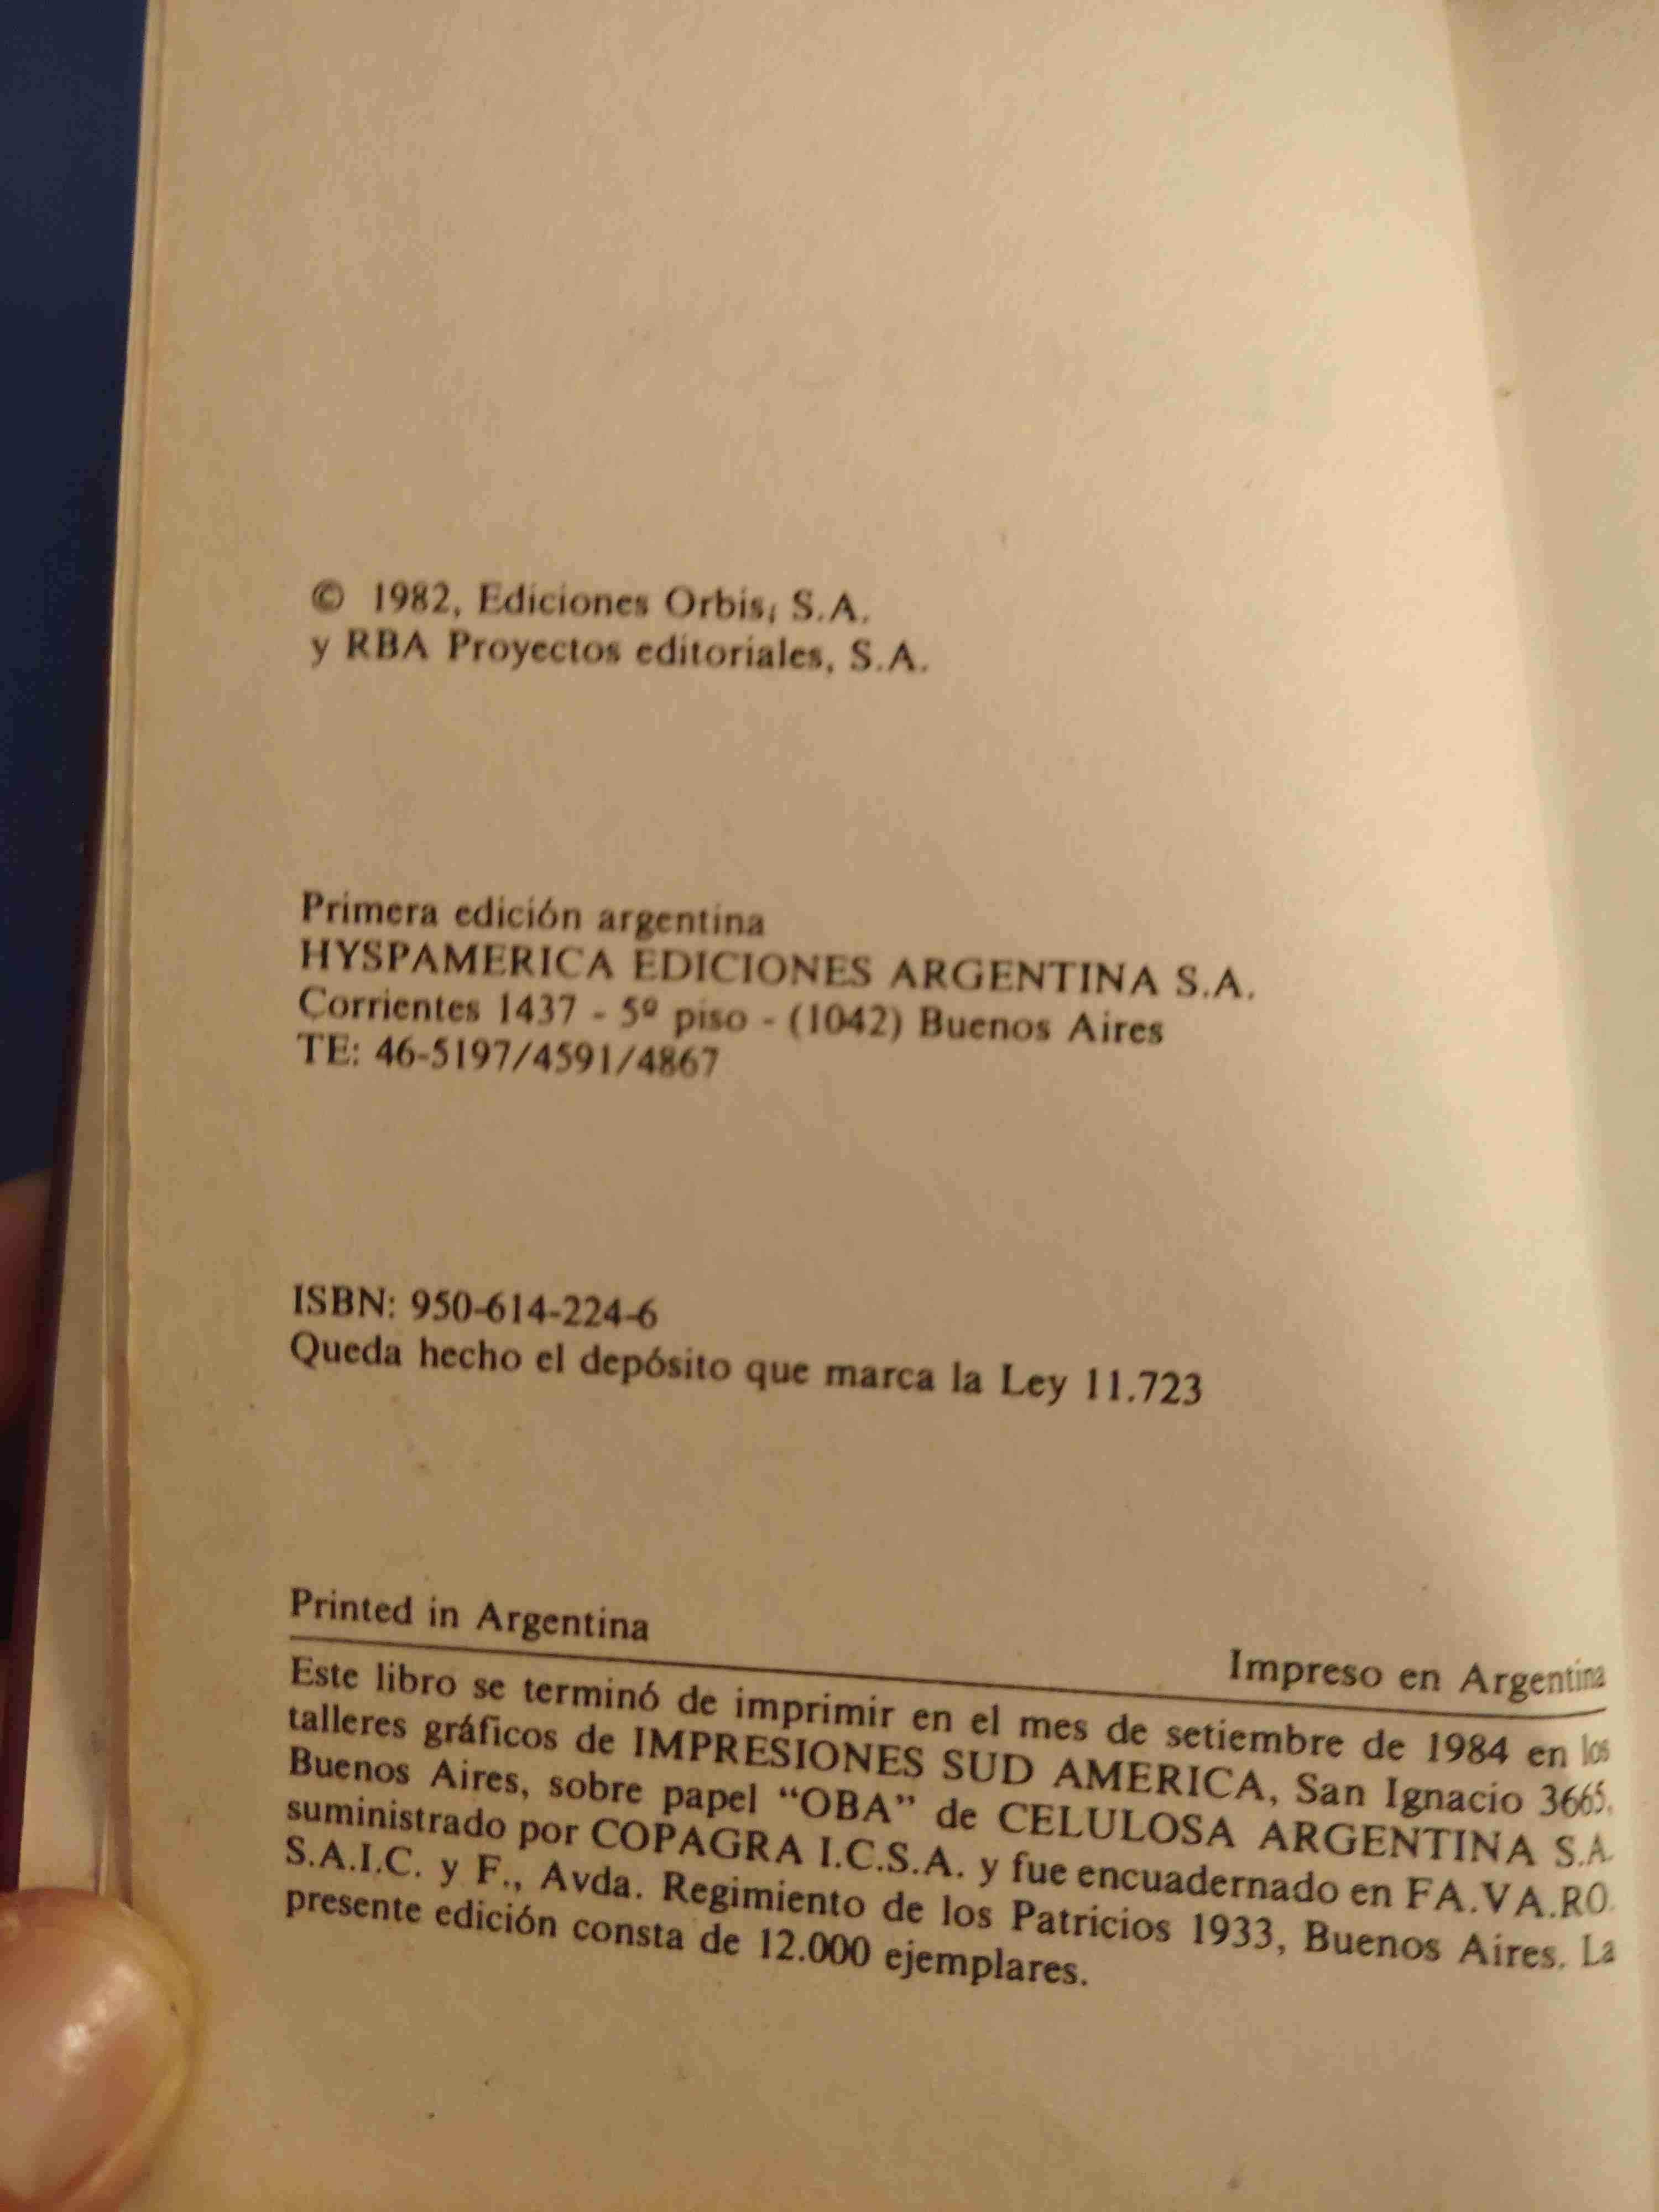 © 1982, Ediciones Orbis, S.A.
y RBA Proyectos editoriales, S.A.
Primera edición argentina
HYSPAMERICA EDICIONES ARGENTINA S.A.
Corrientes 1437 - 5º piso - (1042) Buenos Aires
TE: 46-5197/4591/4867
ISBN: 950-614-224-6
Queda hecho el depósito que marca la Ley 11.723
Printed in Argentina
Impreso en Argentina
Este libro se terminó de imprimir en el mes de setiembre de 1984 en los
talleres gráficos de IMPRESIONES SUD AMERICA, San Ignacio 3665,
Buenos Aires, sobre papel “OBA” de CELULOSA ARGENTINA S.A.
suministrado por COPAGRA I.C.S.A. y fue encuadernado en FA.VA.RO.
S.A.I.C. y F., Avda. Regimiento de los Patricios 1933, Buenos Aires. La
presente edición consta de 12.000 ejemplares.